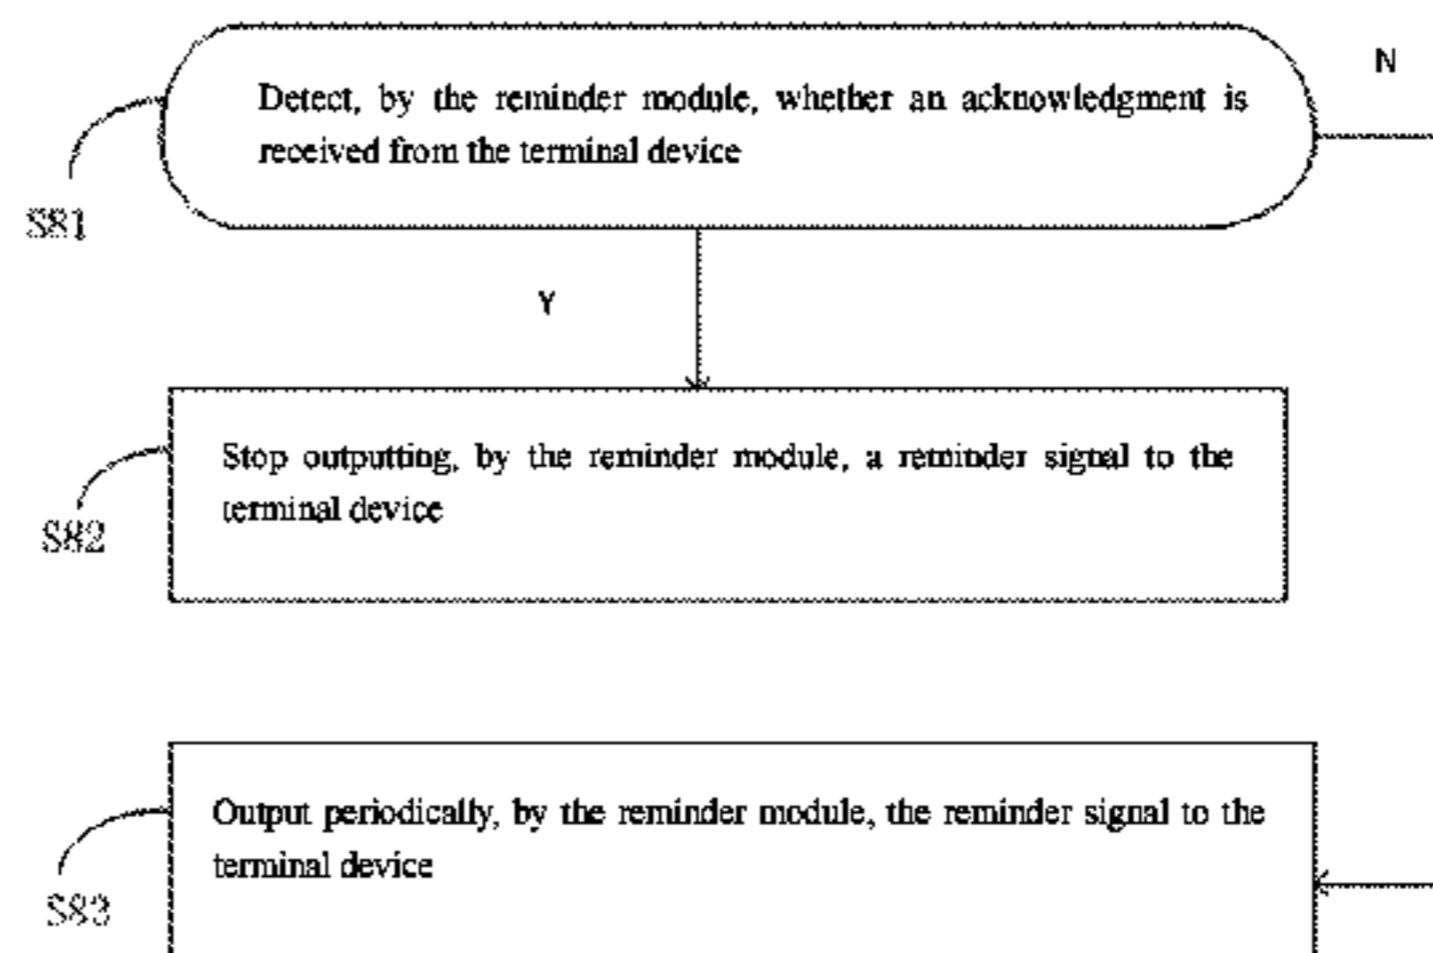 N
Detect, by the reminder module, whether an acknowledgment is
received from the terminal device
S81
Y
Stop outputting, by the reminder module, a reminder signal to the
terminal device
S82
Output periodically, by the reminder module, the reminder signal to the
terminal device
S83